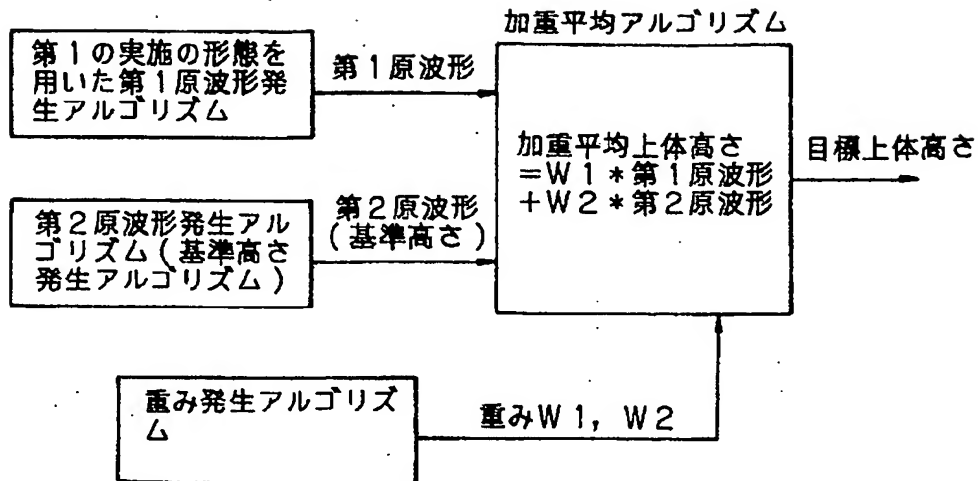 加重平均アルゴリズム
第1の実施の形態を
用いた第1原波形発
生アルゴリズム
第1原波形
加重平均上体高さ
=W1*第1原波形
+W2*第2原波形
目標上体高さ
第2原波形発生アル
ゴリズム(基準高さ
発生アルゴリズム)
第2原波形
(基準高さ)
重み発生アルゴリズ
ム
重みW1,W2